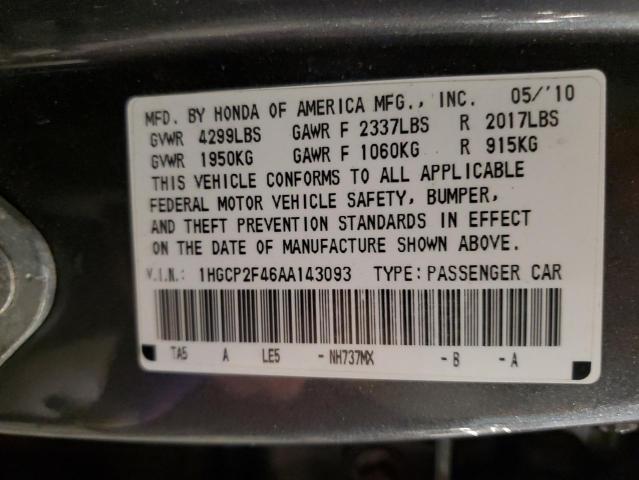 MFD. BY HONDA OF AMERICA MFG., INC. 05/'10
GVWR 4299LBS GAWR F 2337LBS R 2017LBS
GVWR 1950KG GAWR F 1060KG R 915KG
THIS VEHICLE CONFORMS TO ALL APPLICABLE
FEDERAL MOTOR VEHICLE SAFETY, BUMPER,
AND THEFT PREVENTION STANDARDS IN EFFECT
ON THE DATE OF MANUFACTURE SHOWN ABOVE.
V.I.N.: 1HGCP2F46AA143093 TYPE: PASSENGER CAR
TA5 A LE5 -NH737MX -B -A